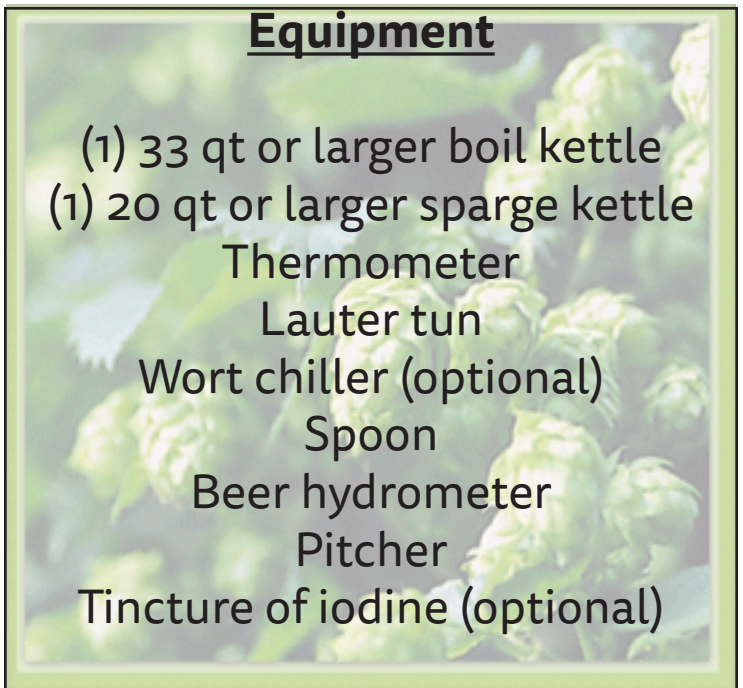 Equipment
(1) 33 qt or larger boil kettle
(1) 20 qt or larger sparge kettle
Thermometer
Lauter tun
Wort chiller (optional)
Spoon
Beer hydrometer
Pitcher
Tincture of iodine (optional)